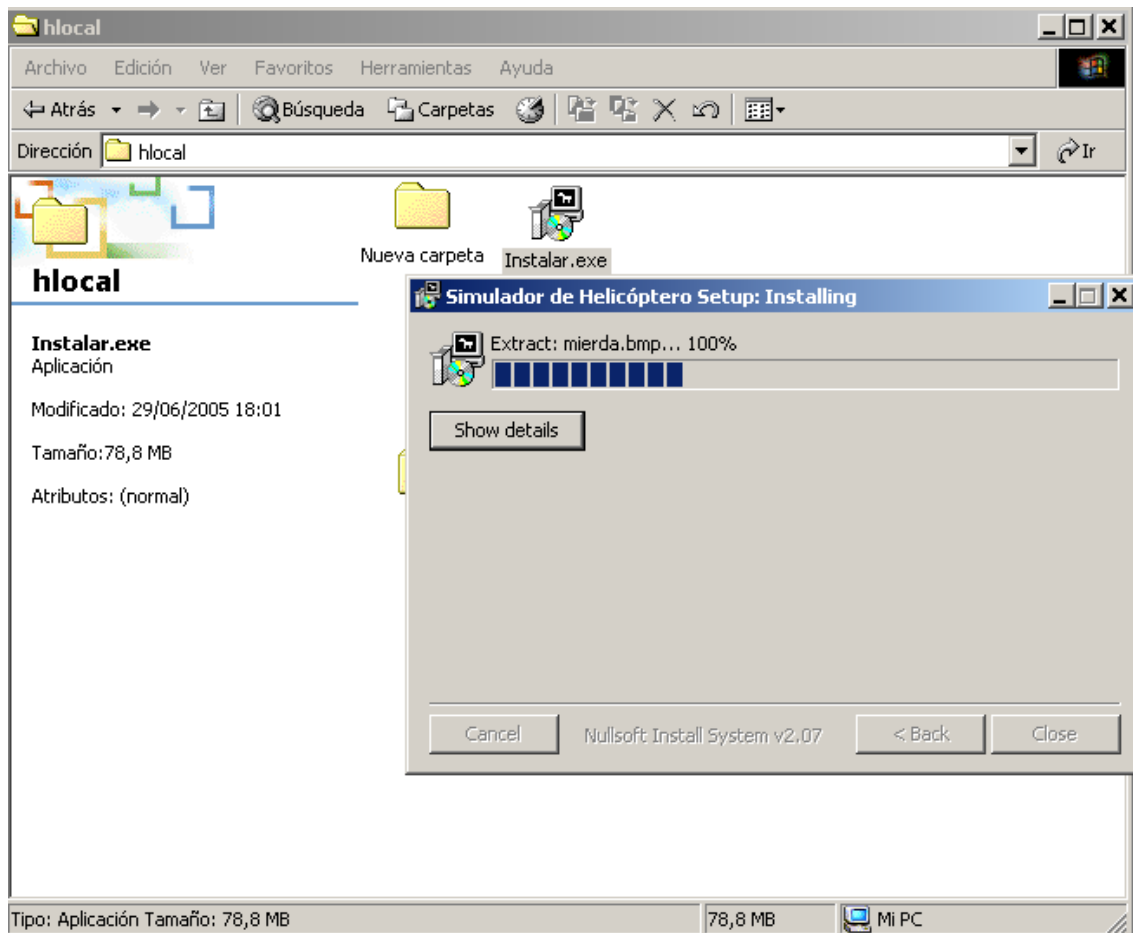 hlocal
Archivo Edición Ver Favoritos Herramientas Ayuda
Atrás Búsqueda Carpetas
Dirección hlocal Ir
Nueva carpeta Instalar.exe
hlocal
Instalar.exe
Aplicación
Modificado: 29/06/2005 18:01
Tamaño:78,8 MB
Atributos: (normal)
Simulador de Helicóptero Setup: Installing
Extract: mierda.bmp... 100%
Show details
Cancel Nullsoft Install System v2.07 < Back Close
Tipo: Aplicación Tamaño: 78,8 MB 78,8 MB Mi PC